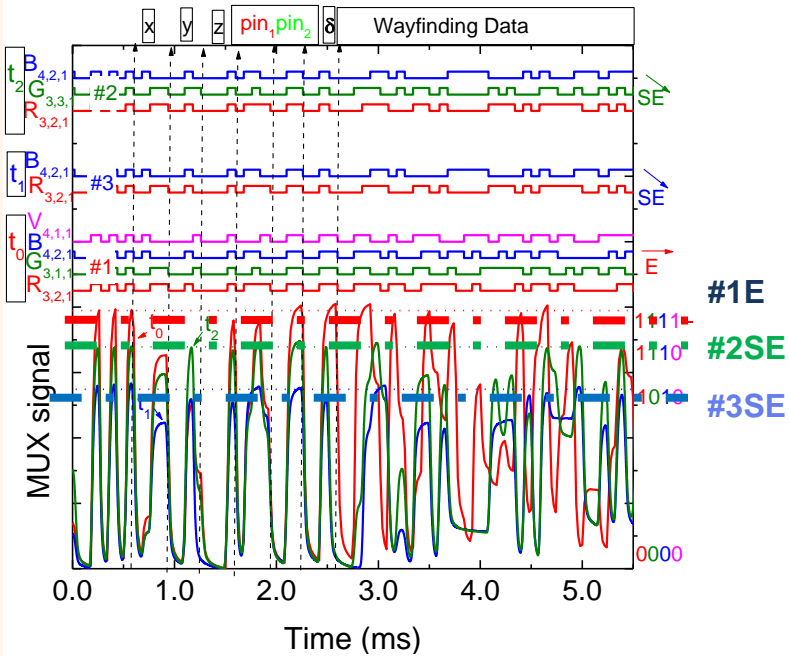 x y z pin₁pin₂ δ Wayfinding Data
t₂ B₄,₂,₁
G₃,₃,₁ #2 SE
R₃,₂,₁
t₁ B₄,₂,₁ #3
R₃,₂,₁ SE
t₀ V₄,₁,₁
B₄,₂,₁
G₃,₁,₁ #1 E
R₃,₂,₁
#1E
t₀ 1111
t₂ 1110 #2SE
1010 #3SE
t₁
MUX signal
0000
0.0 1.0 2.0 3.0 4.0 5.0
Time (ms)